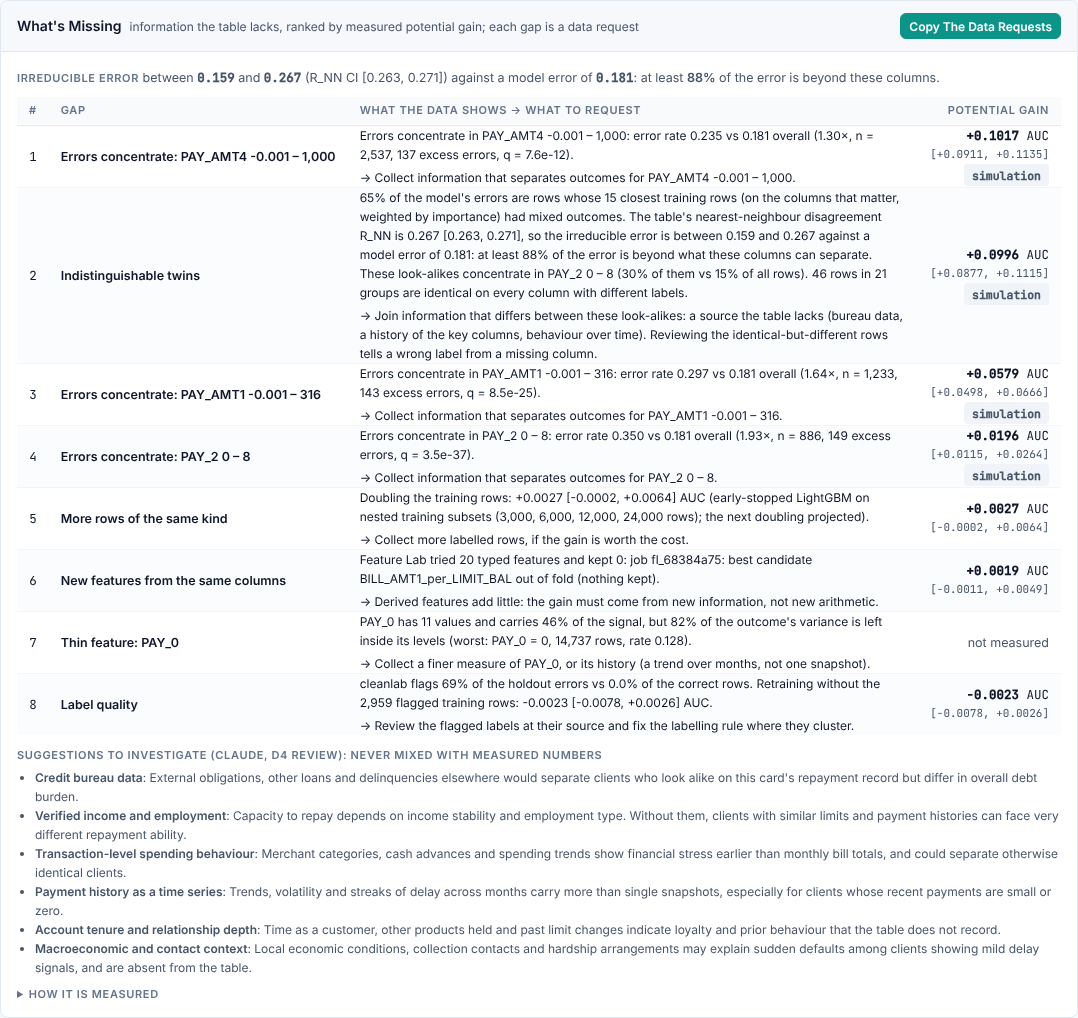 What's Missing information the table lacks, ranked by measured potential gain; each gap is a data request
Copy The Data Requests
IRREDUCIBLE ERROR between 0.159 and 0.267 (R_NN CI [0.263, 0.271]) against a model error of 0.181: at least 88% of the error is beyond these columns.
# GAP WHAT THE DATA SHOWS → WHAT TO REQUEST POTENTIAL GAIN
1 Errors concentrate: PAY_AMT4 -0.001 – 1,000
Errors concentrate in PAY_AMT4 -0.001 – 1,000: error rate 0.235 vs 0.181 overall (1.30×, n =
2,537, 137 excess errors, q = 7.6e-12).
→ Collect information that separates outcomes for PAY_AMT4 -0.001 – 1,000.
+0.1017 AUC
[+0.0911, +0.1135]
simulation
2 Indistinguishable twins
65% of the model's errors are rows whose 15 closest training rows (on the columns that matter,
weighted by importance) had mixed outcomes. The table's nearest-neighbour disagreement
R_NN is 0.267 [0.263, 0.271], so the irreducible error is between 0.159 and 0.267 against a
model error of 0.181: at least 88% of the error is beyond what these columns can separate.
These look-alikes concentrate in PAY_2 0 – 8 (30% of them vs 15% of all rows). 46 rows in 21
groups are identical on every column with different labels.
→ Join information that differs between these look-alikes: a source the table lacks (bureau data,
a history of the key columns, behaviour over time). Reviewing the identical-but-different rows
tells a wrong label from a missing column.
+0.0996 AUC
[+0.0877, +0.1115]
simulation
3 Errors concentrate: PAY_AMT1 -0.001 – 316
Errors concentrate in PAY_AMT1 -0.001 – 316: error rate 0.297 vs 0.181 overall (1.64×, n = 1,233,
143 excess errors, q = 8.5e-25).
→ Collect information that separates outcomes for PAY_AMT1 -0.001 – 316.
+0.0579 AUC
[+0.0498, +0.0666]
simulation
4 Errors concentrate: PAY_2 0 – 8
Errors concentrate in PAY_2 0 – 8: error rate 0.350 vs 0.181 overall (1.93×, n = 886, 149 excess
errors, q = 3.5e-37).
→ Collect information that separates outcomes for PAY_2 0 – 8.
+0.0196 AUC
[+0.0115, +0.0264]
simulation
5 More rows of the same kind
Doubling the training rows: +0.0027 [-0.0002, +0.0064] AUC (early-stopped LightGBM on
nested training subsets (3,000, 6,000, 12,000, 24,000 rows); the next doubling projected).
→ Collect more labelled rows, if the gain is worth the cost.
+0.0027 AUC
[-0.0002, +0.0064]
6 New features from the same columns
Feature Lab tried 20 typed features and kept 0: job fl_68384a75: best candidate
BILL_AMT1_per_LIMIT_BAL out of fold (nothing kept).
→ Derived features add little: the gain must come from new information, not new arithmetic.
+0.0019 AUC
[-0.0011, +0.0049]
7 Thin feature: PAY_0
PAY_0 has 11 values and carries 46% of the signal, but 82% of the outcome's variance is left
inside its levels (worst: PAY_0 = 0, 14,737 rows, rate 0.128).
→ Collect a finer measure of PAY_0, or its history (a trend over months, not one snapshot).
not measured
8 Label quality
cleanlab flags 69% of the holdout errors vs 0.0% of the correct rows. Retraining without the
2,959 flagged training rows: -0.0023 [-0.0078, +0.0026] AUC.
→ Review the flagged labels at their source and fix the labelling rule where they cluster.
-0.0023 AUC
[-0.0078, +0.0026]
SUGGESTIONS TO INVESTIGATE (CLAUDE, D4 REVIEW): NEVER MIXED WITH MEASURED NUMBERS
• Credit bureau data: External obligations, other loans and delinquencies elsewhere would separate clients who look alike on this card's repayment record but differ in overall debt
burden.
• Verified income and employment: Capacity to repay depends on income stability and employment type. Without them, clients with similar limits and payment histories can face very
different repayment ability.
• Transaction-level spending behaviour: Merchant categories, cash advances and spending trends show financial stress earlier than monthly bill totals, and could separate otherwise
identical clients.
• Payment history as a time series: Trends, volatility and streaks of delay across months carry more than single snapshots, especially for clients whose recent payments are small or
zero.
• Account tenure and relationship depth: Time as a customer, other products held and past limit changes indicate loyalty and prior behaviour that the table does not record.
• Macroeconomic and contact context: Local economic conditions, collection contacts and hardship arrangements may explain sudden defaults among clients showing mild delay
signals, and are absent from the table.
▶ HOW IT IS MEASURED